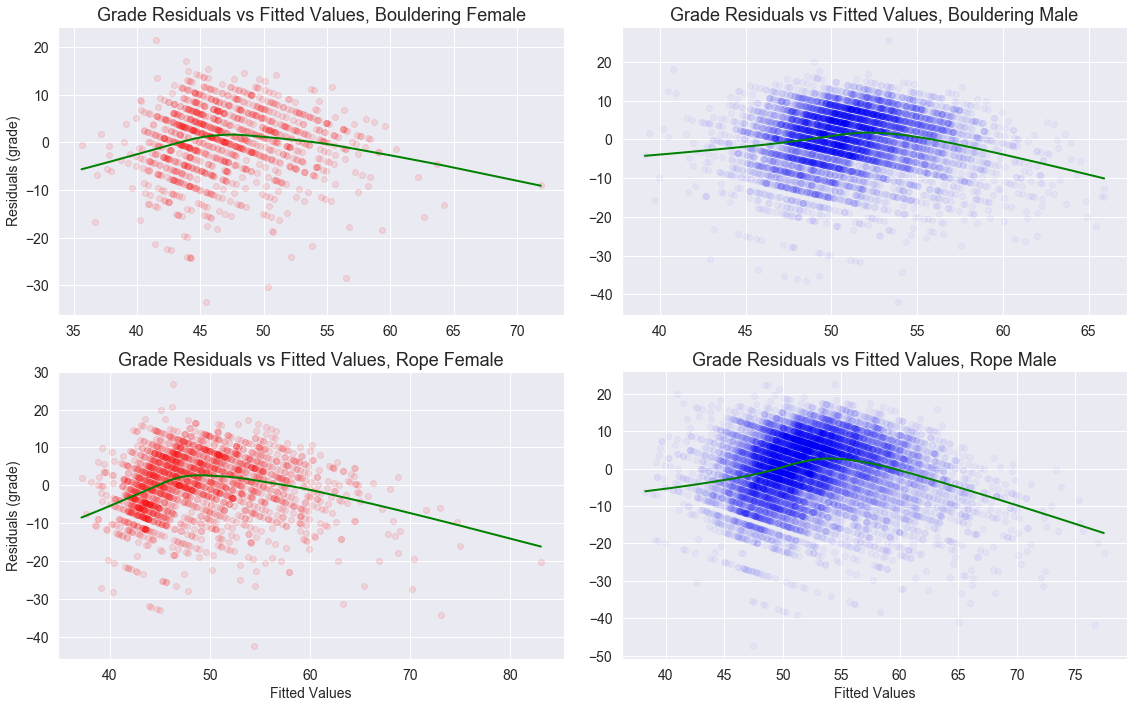 Grade Residuals vs Fitted Values, Bouldering Female
Residuals (grade)
20
10
0
−10
−20
−30
35 40 45 50 55 60 65 70
Grade Residuals vs Fitted Values, Bouldering Male
20
10
0
−10
−20
−30
−40
40 45 50 55 60 65
Grade Residuals vs Fitted Values, Rope Female
Residuals (grade)
30
20
10
0
−10
−20
−30
−40
40 50 60 70 80
Fitted Values
Grade Residuals vs Fitted Values, Rope Male
20
10
0
−10
−20
−30
−40
−50
40 45 50 55 60 65 70 75
Fitted Values